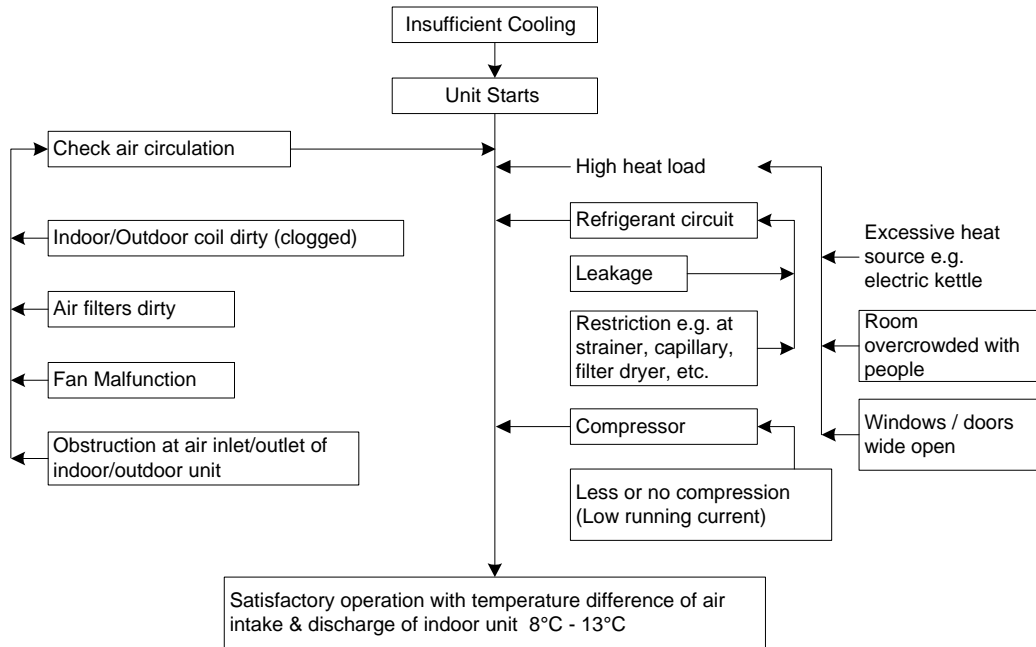 Insufficient Cooling
Unit Starts
Check air circulation
High heat load
Refrigerant circuit
Indoor/Outdoor coil dirty (clogged)
Excessive heat
source e.g.
electric kettle
Leakage
Air filters dirty
Restriction e.g. at
strainer, capillary,
filter dryer, etc.
Room
overcrowded with
people
Fan Malfunction
Compressor
Windows / doors
wide open
Obstruction at air inlet/outlet of
indoor/outdoor unit
Less or no compression
(Low running current)
Satisfactory operation with temperature difference of air
intake & discharge of indoor unit  8°C - 13°C